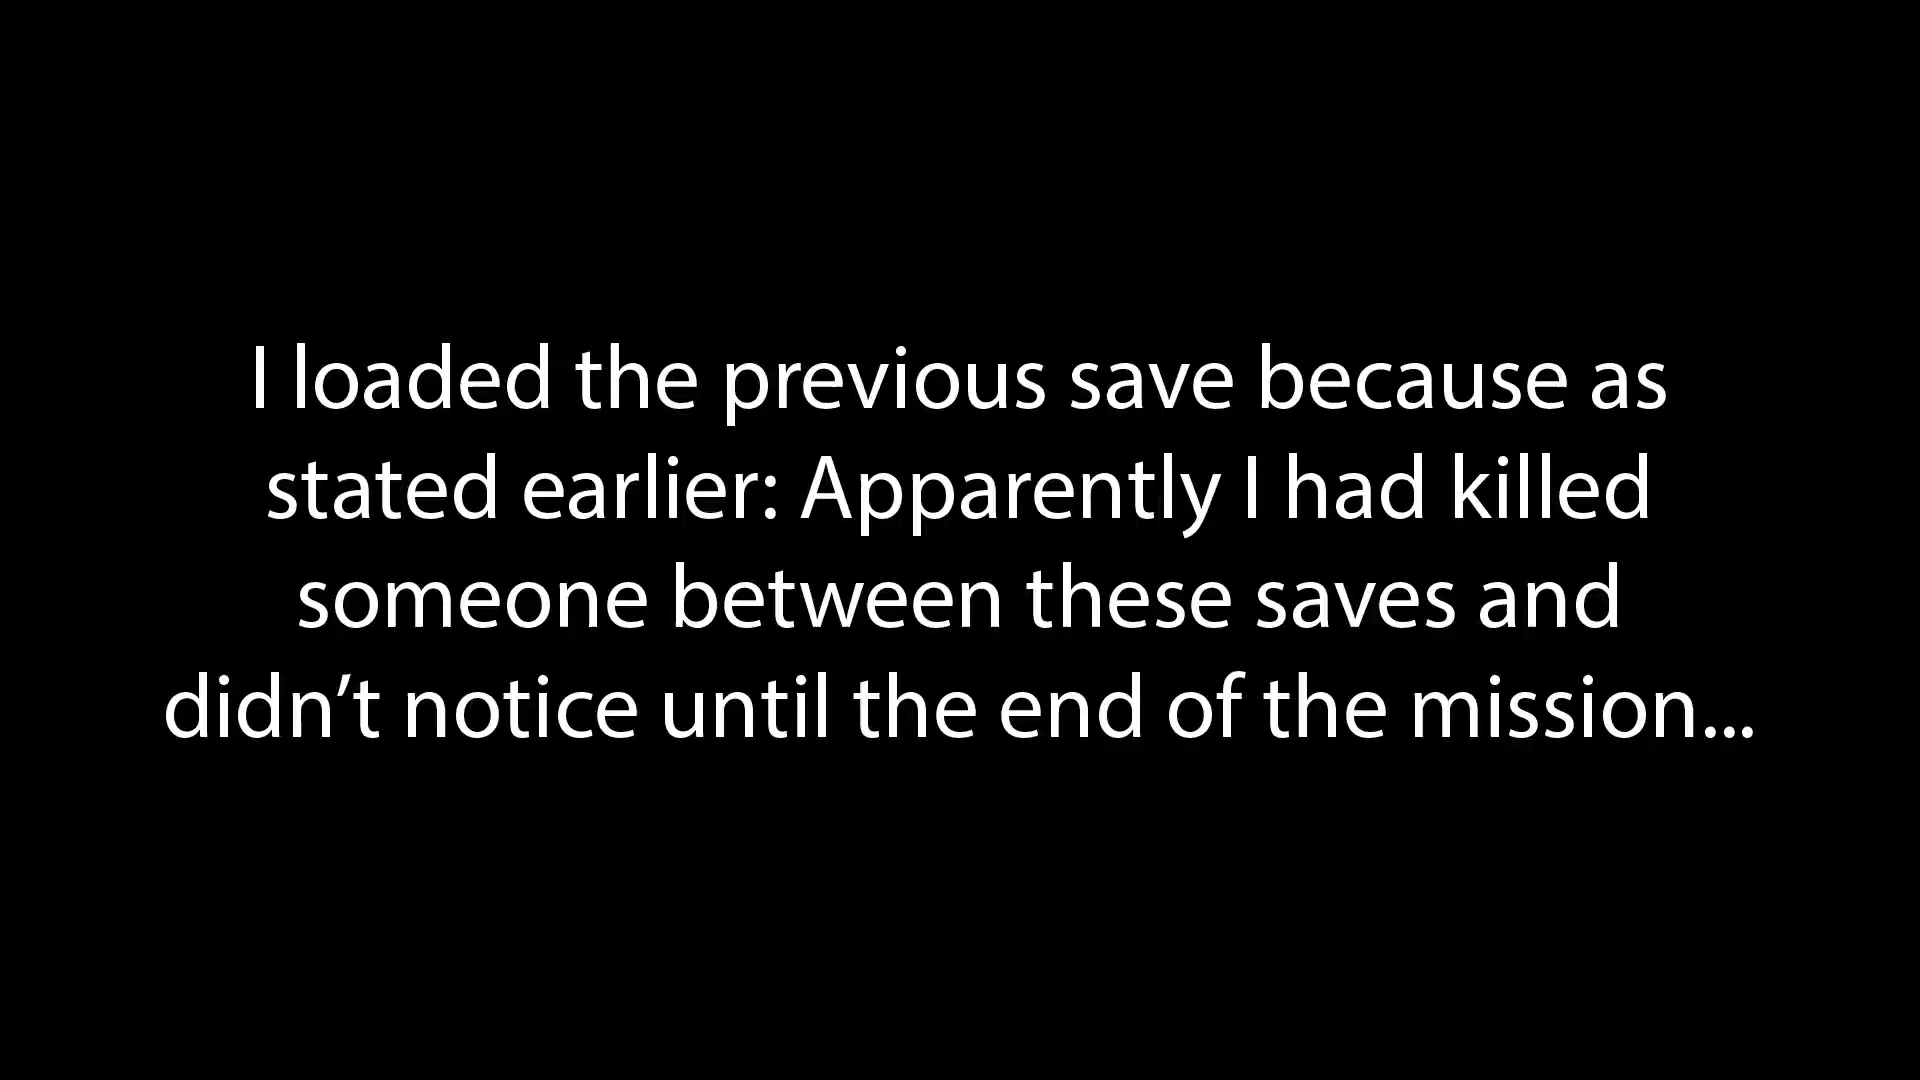 I loaded the previous save because as
stated earlier: Apparently I had killed
someone between these saves and
didn’t notice until the end of the mission...